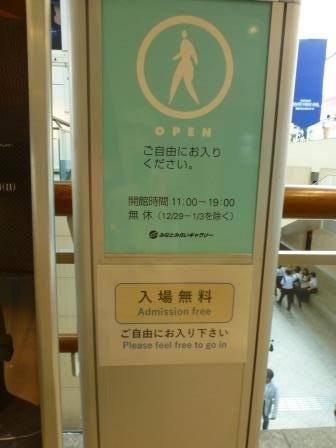 OPEN
ご自由にお入り
ください。
開館時間 11:00－19:00
無 休 (12/29－1/3を除く)
みなとみらいギャラリー
入場無料
Admission free
ご自由にお入り下さい
Please feel free to go in